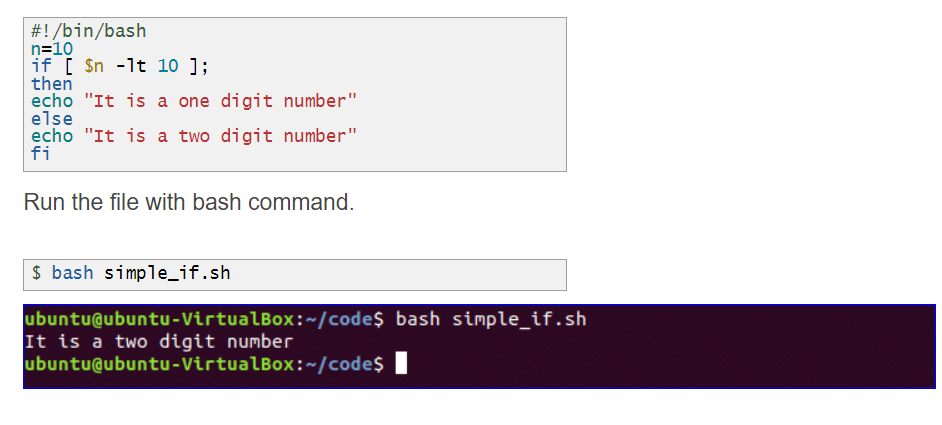 #!/bin/bash
n=10
if [ $n -lt 10 ];
then
echo "It is a one digit number"
else
echo "It is a two digit number"
fi
Run the file with bash command.
$ bash simple_if.sh
ubuntu@ubuntu-VirtualBox:~/code$ bash simple_if.sh
It is a two digit number
ubuntu@ubuntu-VirtualBox:~/code$